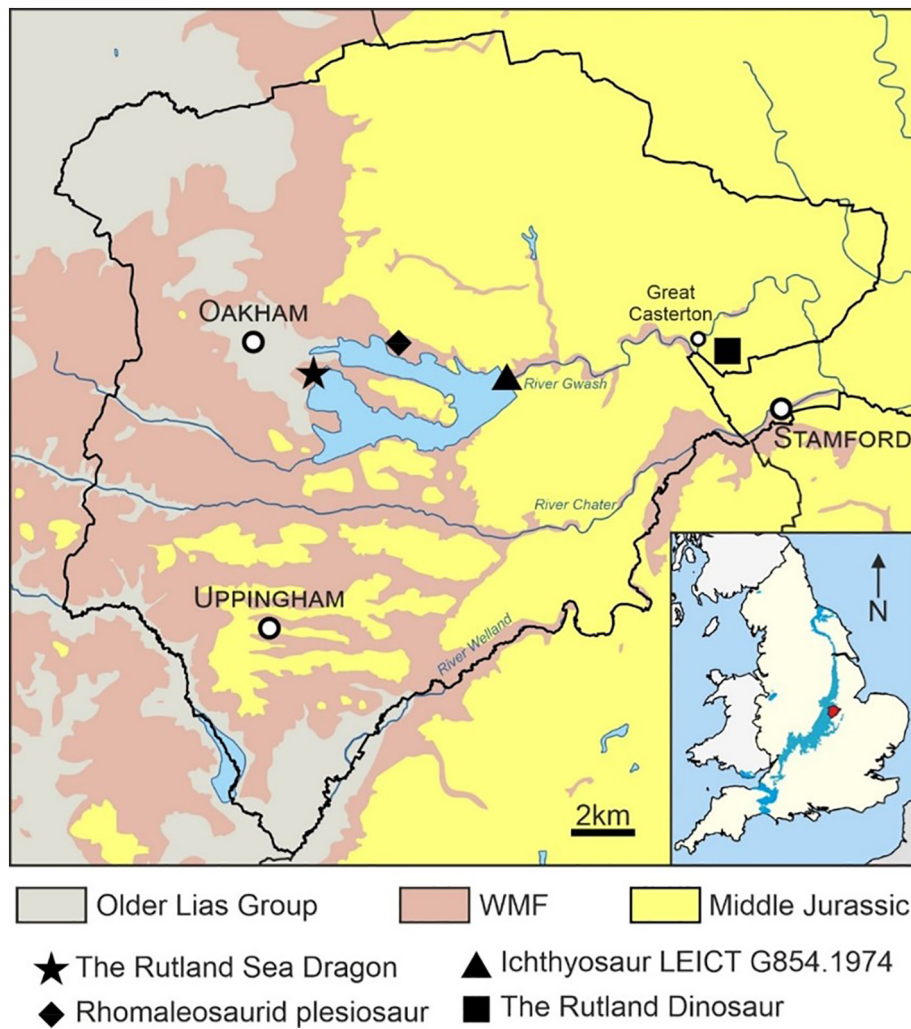 OAKHAM
Great
Casterton
River Gwash
STAMFORD
River Chater
UPPINGHAM
River Welland
N
2km
Older Lias Group
WMF
Middle Jurassic
The Rutland Sea Dragon
Ichthyosaur LEICT G854.1974
Rhomaleosaurid plesiosaur
The Rutland Dinosaur